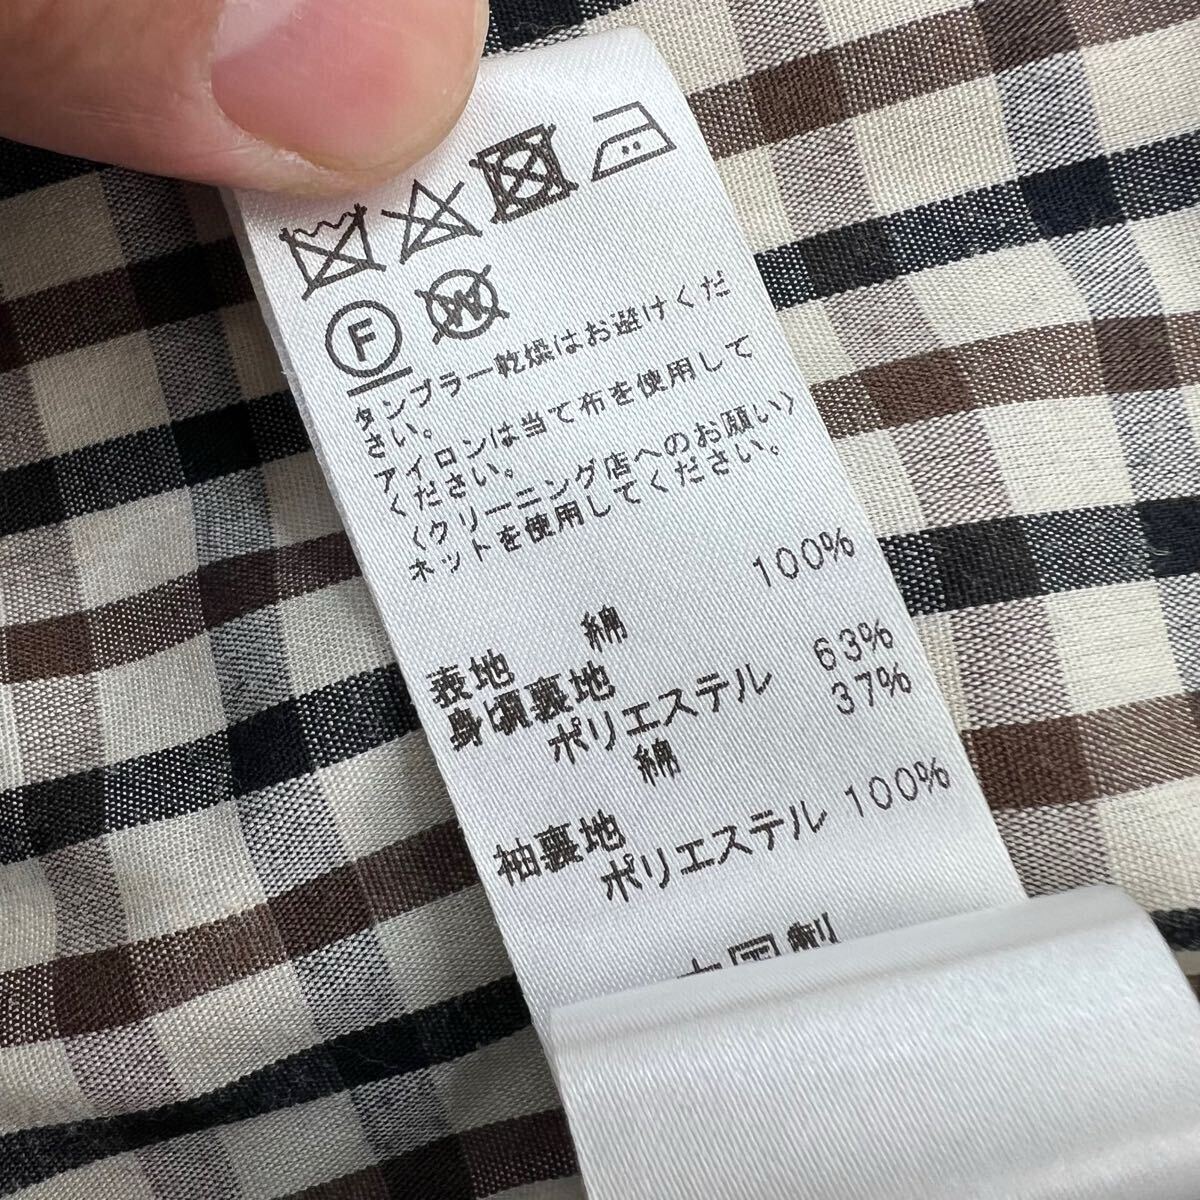 F W
タンブラー乾燥はお避けくだ
さい。
アイロンは当て布を使用して
ください。
〈クリーニング店へのお願い〉
ネットを使用してください。
表地 綿 100%
身頃裏地
ポリエステル 63%
綿 37%
袖裏地
ポリエステル 100%
国製